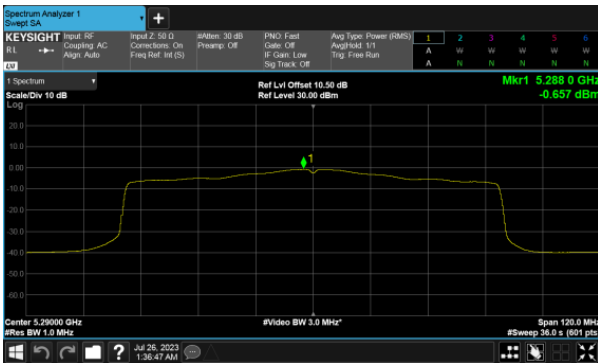 Spectrum Analyzer 1
Swept SA
+
KEYSIGHT
RL
LXI
Input: RF
Coupling: AC
Align: Auto
Input Z: 50 Ω
Corrections: On
Freq Ref: Int (S)
#Atten: 30 dB
Preamp: Off
PNO: Fast
Gate: Off
IF Gain: Low
Sig Track: Off
Avg Type: Power (RMS)
Avg|Hold: 1/1
Trig: Free Run
1 2 3 4 5 6
A W W W W W
A N N N N N
1 Spectrum
Scale/Div 10 dB
Ref Lvl Offset 10.50 dB
Ref Level 30.00 dBm
Mkr1 5.288 0 GHz
-0.657 dBm
Log
20.0
10.0
0.00
1
-10.0
-20.0
-30.0
-40.0
-50.0
-60.0
Center 5.29000 GHz
#Video BW 3.0 MHz*
Span 120.0 MHz
#Res BW 1.0 MHz
#Sweep 36.0 s (601 pts)
?
Jul 26, 2023
1:36:47 AM